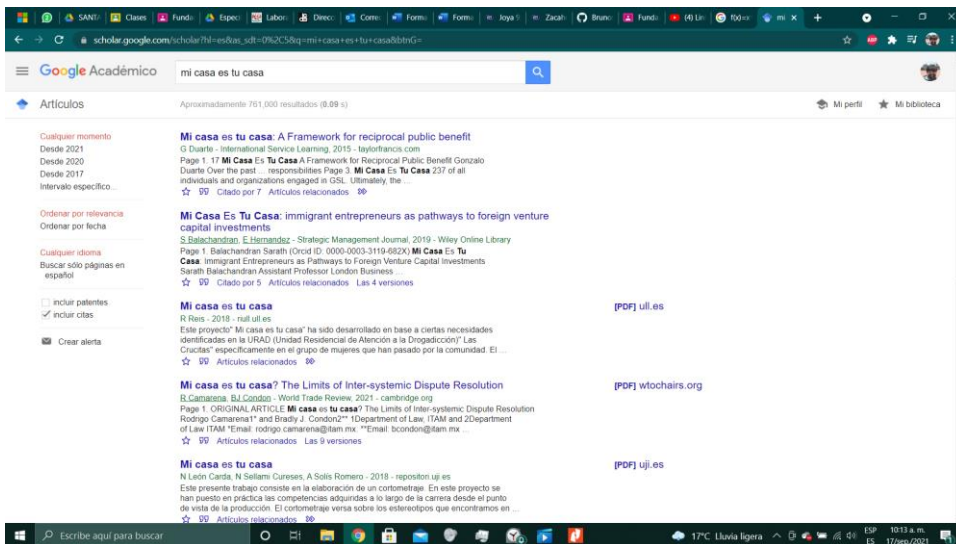 SANT
Clases
Funda
Especi
Labor
Direcc
Correo
Forma
Forma
Joya 9
Zacah
Bruno
Funda
(4) Lin
mi
scholar.google.com/scholar?hl=es&as_sdt=0%2C5&q=mi+casa+es+tu+casa&btnG=
Google Académico
mi casa es tu casa
Artículos
Aproximadamente 761,000 resultados (0.09 s)
Mi perfil
Mi biblioteca
Cualquier momento
Desde 2021
Desde 2020
Desde 2017
Intervalo específico...
Ordenar por relevancia
Ordenar por fecha
Cualquier idioma
Buscar sólo páginas en
español
incluir patentes
incluir citas
Crear alerta
Mi casa es tu casa: A Framework for reciprocal public benefit
G Duarte - International Service Learning, 2015 - taylorfrancis.com
Page 1. 17 Mi Casa Es Tu Casa A Framework for Reciprocal Public Benefit Gonzalo
Duarte Over the past ... responsibilities Page 3. Mi Casa Es Tu Casa 237 of all
individuals and organizations engaged in GSL. Ultimately, the ...
Citado por 7 Artículos relacionados
Mi Casa Es Tu Casa: immigrant entrepreneurs as pathways to foreign venture
capital investments
S Balachandran, E Hernandez - Strategic Management Journal, 2019 - Wiley Online Library
Page 1. Balachandran Sarath (Orcid ID: 0000-0003-3119-682X) Mi Casa Es Tu
Casa: Immigrant Entrepreneurs as Pathways to Foreign Venture Capital Investments
Sarath Balachandran Assistant Professor London Business ...
Citado por 5 Artículos relacionados Las 4 versiones
Mi casa es tu casa
[PDF] ull.es
R Reis - 2018 - riull.ull.es
Este proyecto" Mi casa es tu casa" ha sido desarrollado en base a ciertas necesidades
identificadas en la URAD (Unidad Residencial de Atención a la Drogadicción)" Las
Crucitas" específicamente en el grupo de mujeres que han pasado por la comunidad. El ...
Artículos relacionados
Mi casa es tu casa? The Limits of Inter-systemic Dispute Resolution
[PDF] wtochairs.org
R Camarena, BJ Condon - World Trade Review, 2021 - cambridge.org
Page 1. ORIGINAL ARTICLE Mi casa es tu casa? The Limits of Inter-systemic Dispute Resolution
Rodrigo Camarena1* and Bradly J. Condon2** 1Department of Law, ITAM and 2Department
of Law ITAM *Email: rodrigo.camarena@itam.mx. **Email: bcondon@itam.mx ...
Artículos relacionados Las 9 versiones
Mi casa es tu casa
[PDF] uji.es
N León Carda, N Sellami Cureses, A Solís Romero - 2018 - repositori.uji.es
Este presente trabajo consiste en la elaboración de un cortometraje. En este proyecto se
han puesto en práctica las competencias adquiridas a lo largo de la carrera desde el punto
de vista de la producción. El cortometraje versa sobre los estereotipos que encontramos en ...
Artículos relacionados
Escribe aquí para buscar
17°C Lluvia ligera
ESP
ES
10:13 a. m.
17/sep./2021